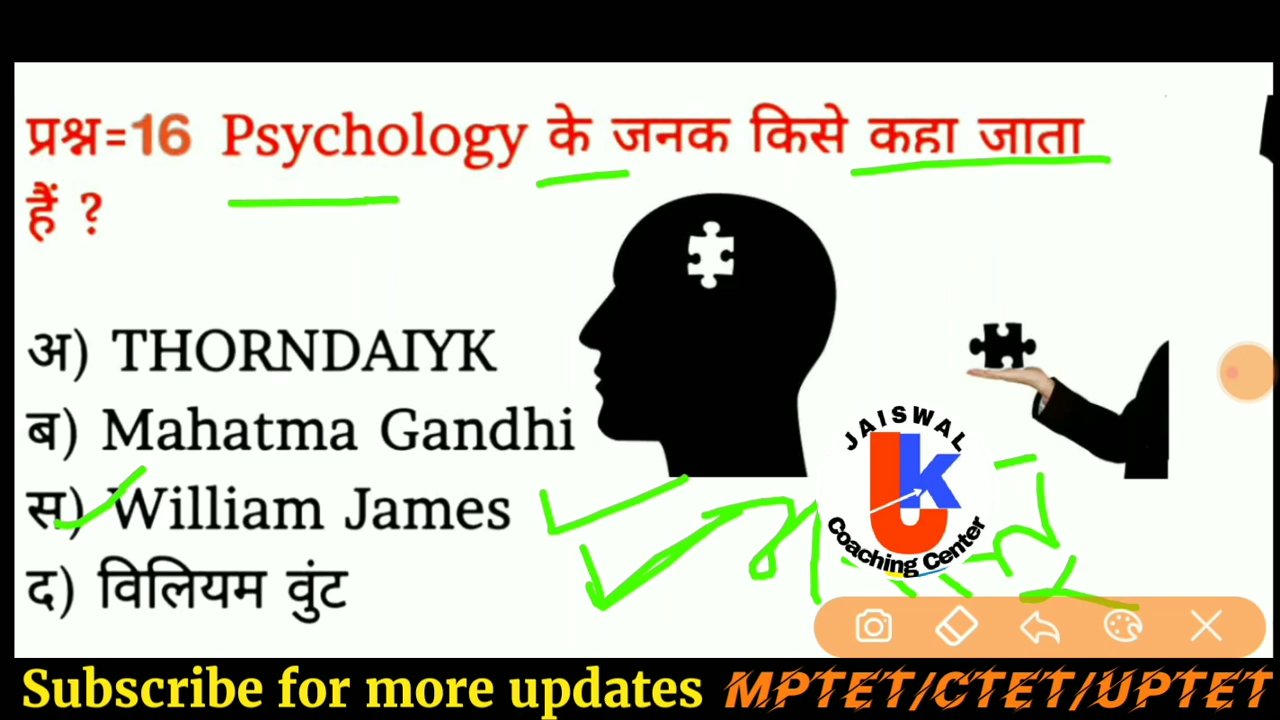 प्रश्न=16 Psychology के जनक किसे कहा जाता
हैं ?
अ) THORNDAIYK
ब) Mahatma Gandhi
स) William James
द) विलियम वुंट
JAISWAL
Jk
Coaching Center
Subscribe for more updates MPTET/CTET/UPTET